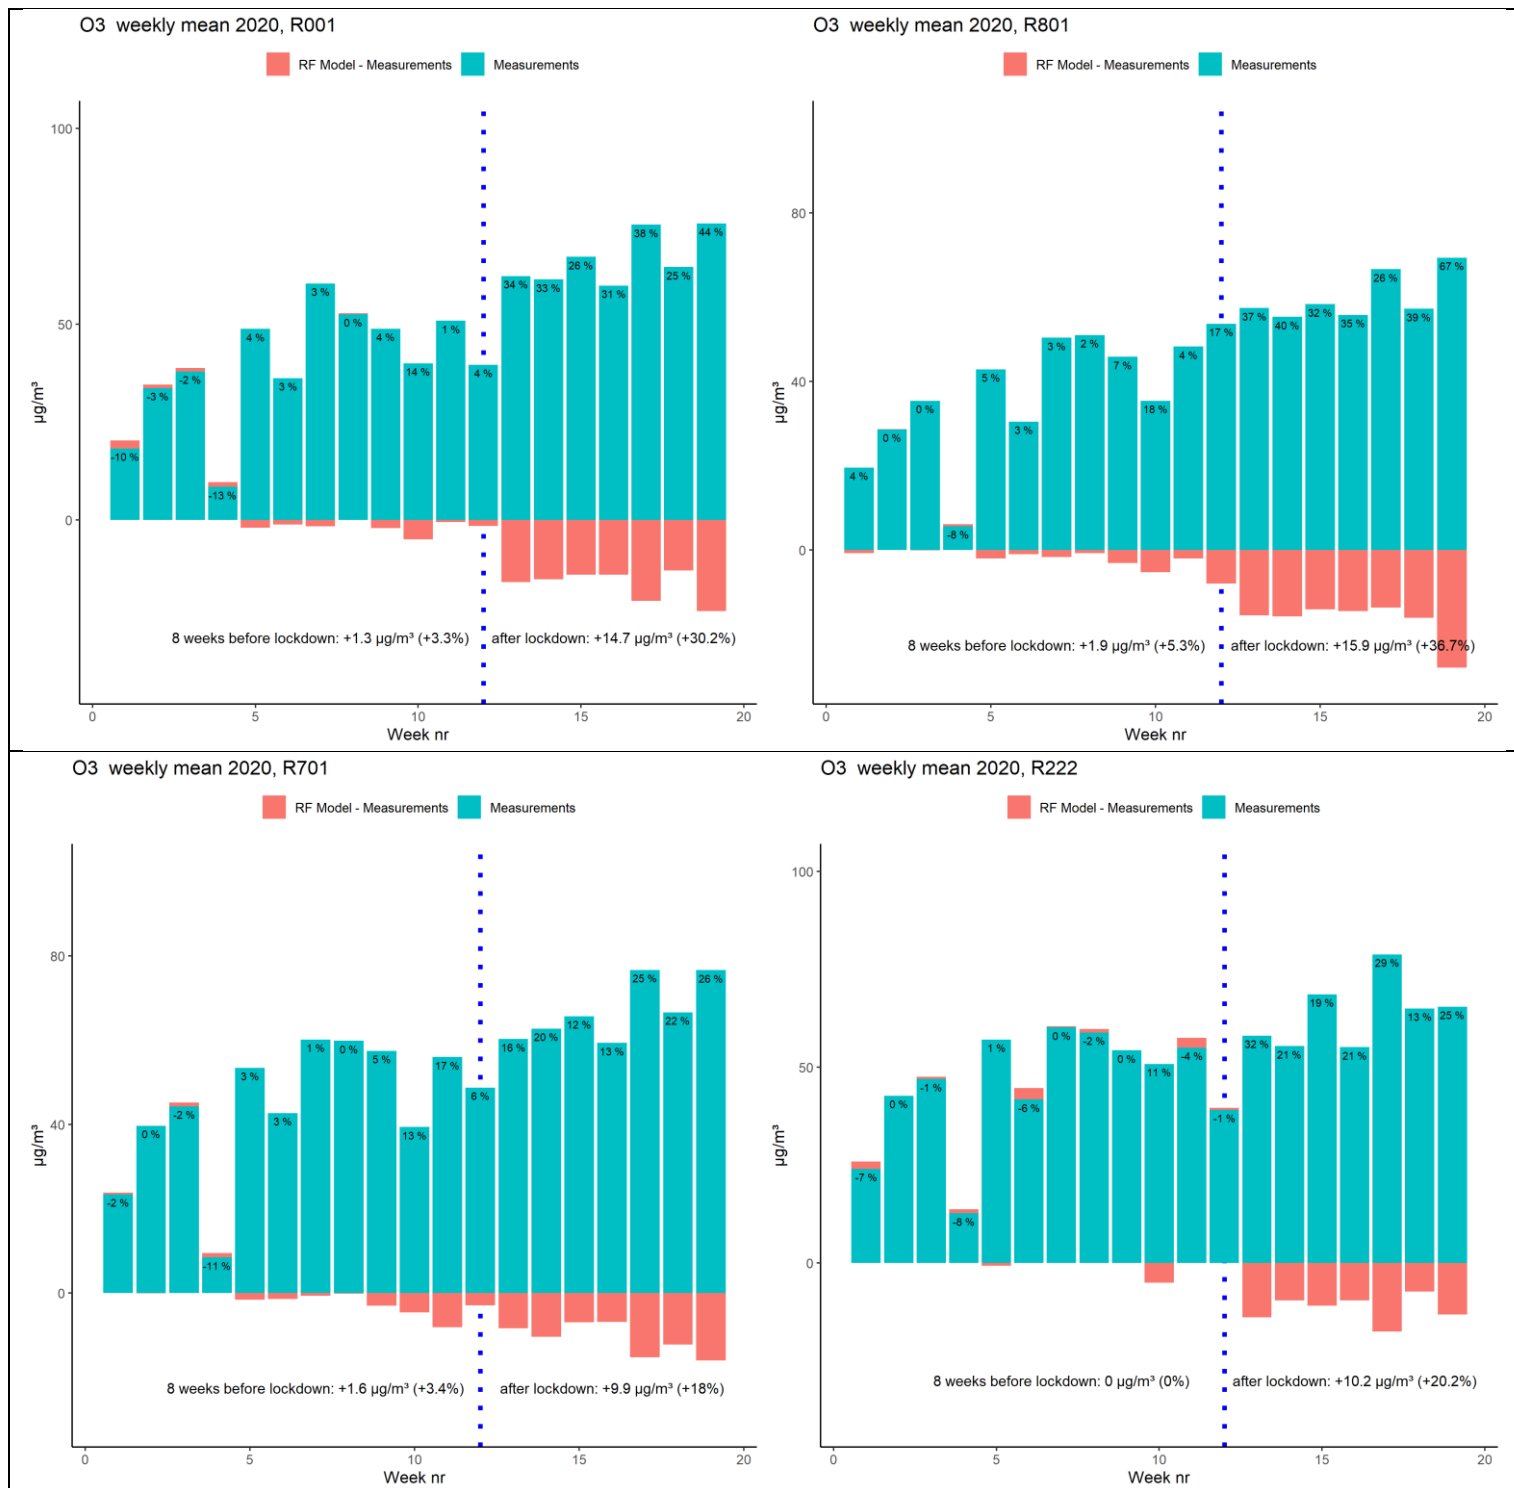 O3 weekly mean 2020, R001
RF Model - Measurements Measurements
100
50
0
µg/m³
-10 % -3 % -2 % -13 % 4 % 3 % 3 % 0 % 4 % 14 % 1 % 4 % 34 % 33 % 26 % 31 % 38 % 25 % 44 %
8 weeks before lockdown: +1.3 µg/m³ (+3.3%) after lockdown: +14.7 µg/m³ (+30.2%)
0 5 10 15 20
Week nr
O3 weekly mean 2020, R801
RF Model - Measurements Measurements
80
40
0
µg/m³
4 % 0 % 0 % -8 % 5 % 3 % 3 % 2 % 7 % 18 % 4 % 17 % 37 % 40 % 32 % 35 % 26 % 39 % 67 %
8 weeks before lockdown: +1.9 µg/m³ (+5.3%) after lockdown: +15.9 µg/m³ (+36.7%)
0 5 10 15 20
Week nr
O3 weekly mean 2020, R701
RF Model - Measurements Measurements
80
40
0
µg/m³
-2 % 0 % -2 % -11 % 3 % 3 % 1 % 0 % 5 % 13 % 17 % 6 % 16 % 20 % 12 % 13 % 25 % 22 % 26 %
8 weeks before lockdown: +1.6 µg/m³ (+3.4%) after lockdown: +9.9 µg/m³ (+18%)
0 5 10 15 20
Week nr
O3 weekly mean 2020, R222
RF Model - Measurements Measurements
100
50
0
µg/m³
-7 % 0 % -1 % -8 % 1 % -6 % 0 % -2 % 0 % 11 % -4 % -1 % 32 % 21 % 19 % 21 % 29 % 13 % 25 %
8 weeks before lockdown: 0 µg/m³ (0%) after lockdown: +10.2 µg/m³ (+20.2%)
0 5 10 15 20
Week nr